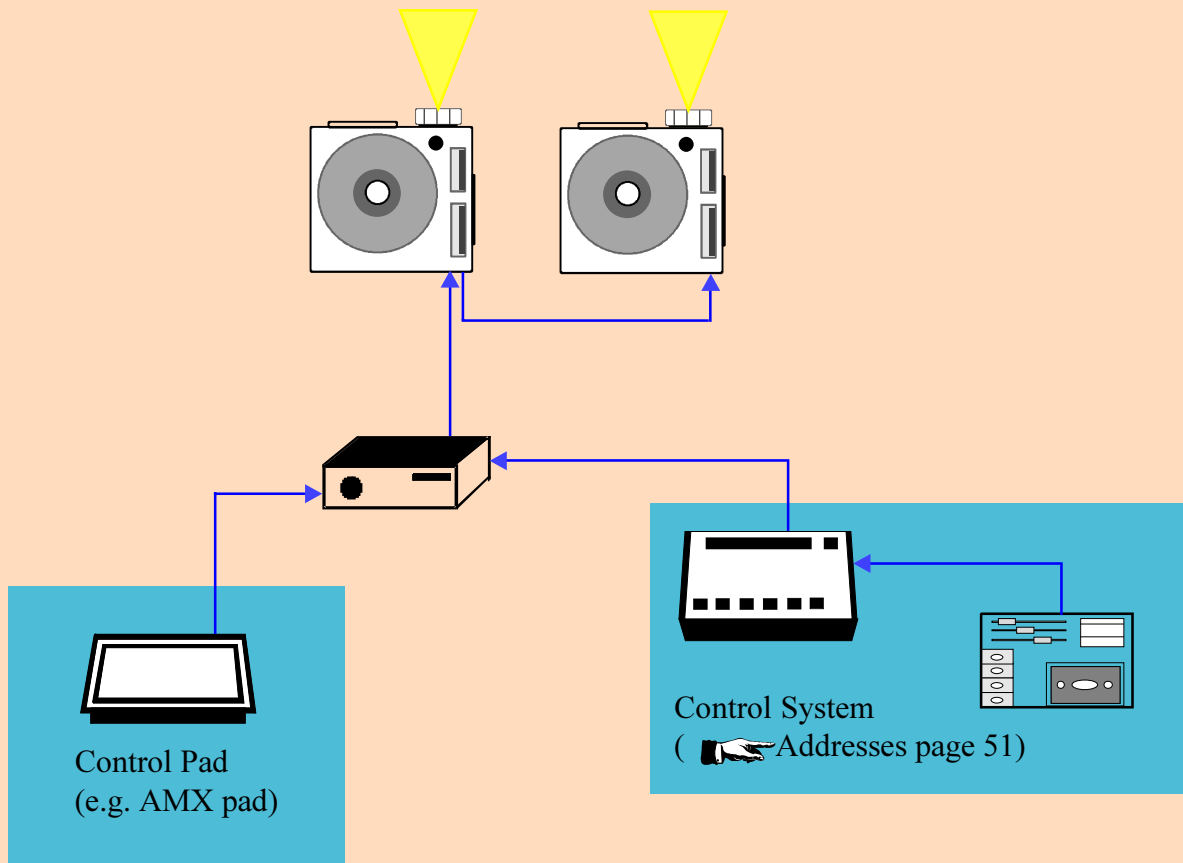 Control System
( Addresses page 51)
Control Pad
(e.g. AMX pad)